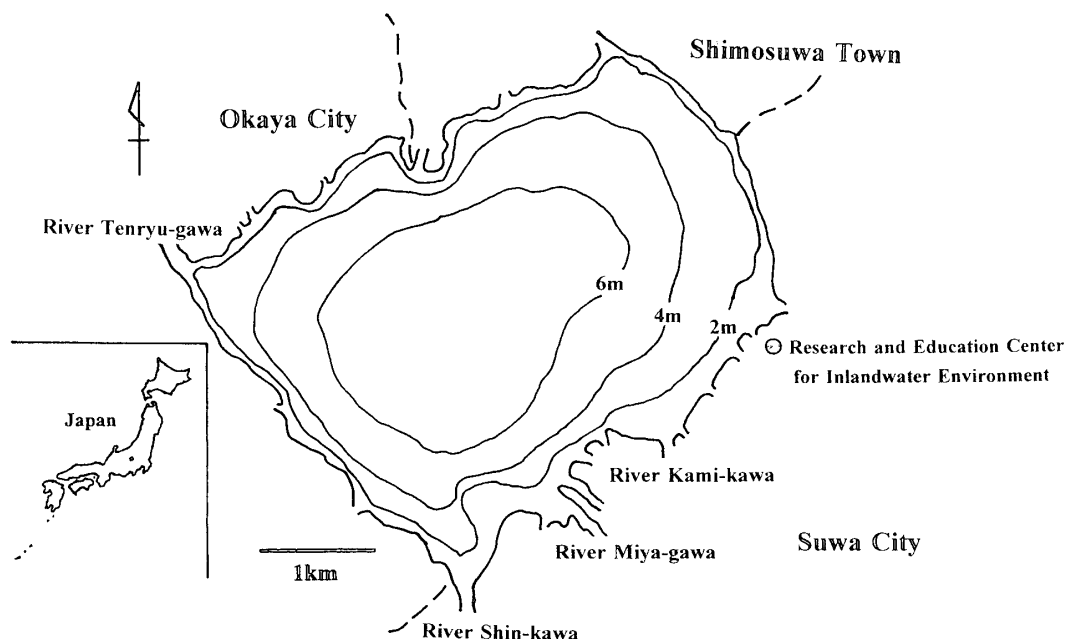 Shimosuwa Town
Okaya City
River Tenryu-gawa
6m
4m
2m
Research and Education Center
for Inlandwater Environment
Japan
River Kami-kawa
River Miya-gawa
Suwa City
1km
River Shin-kawa